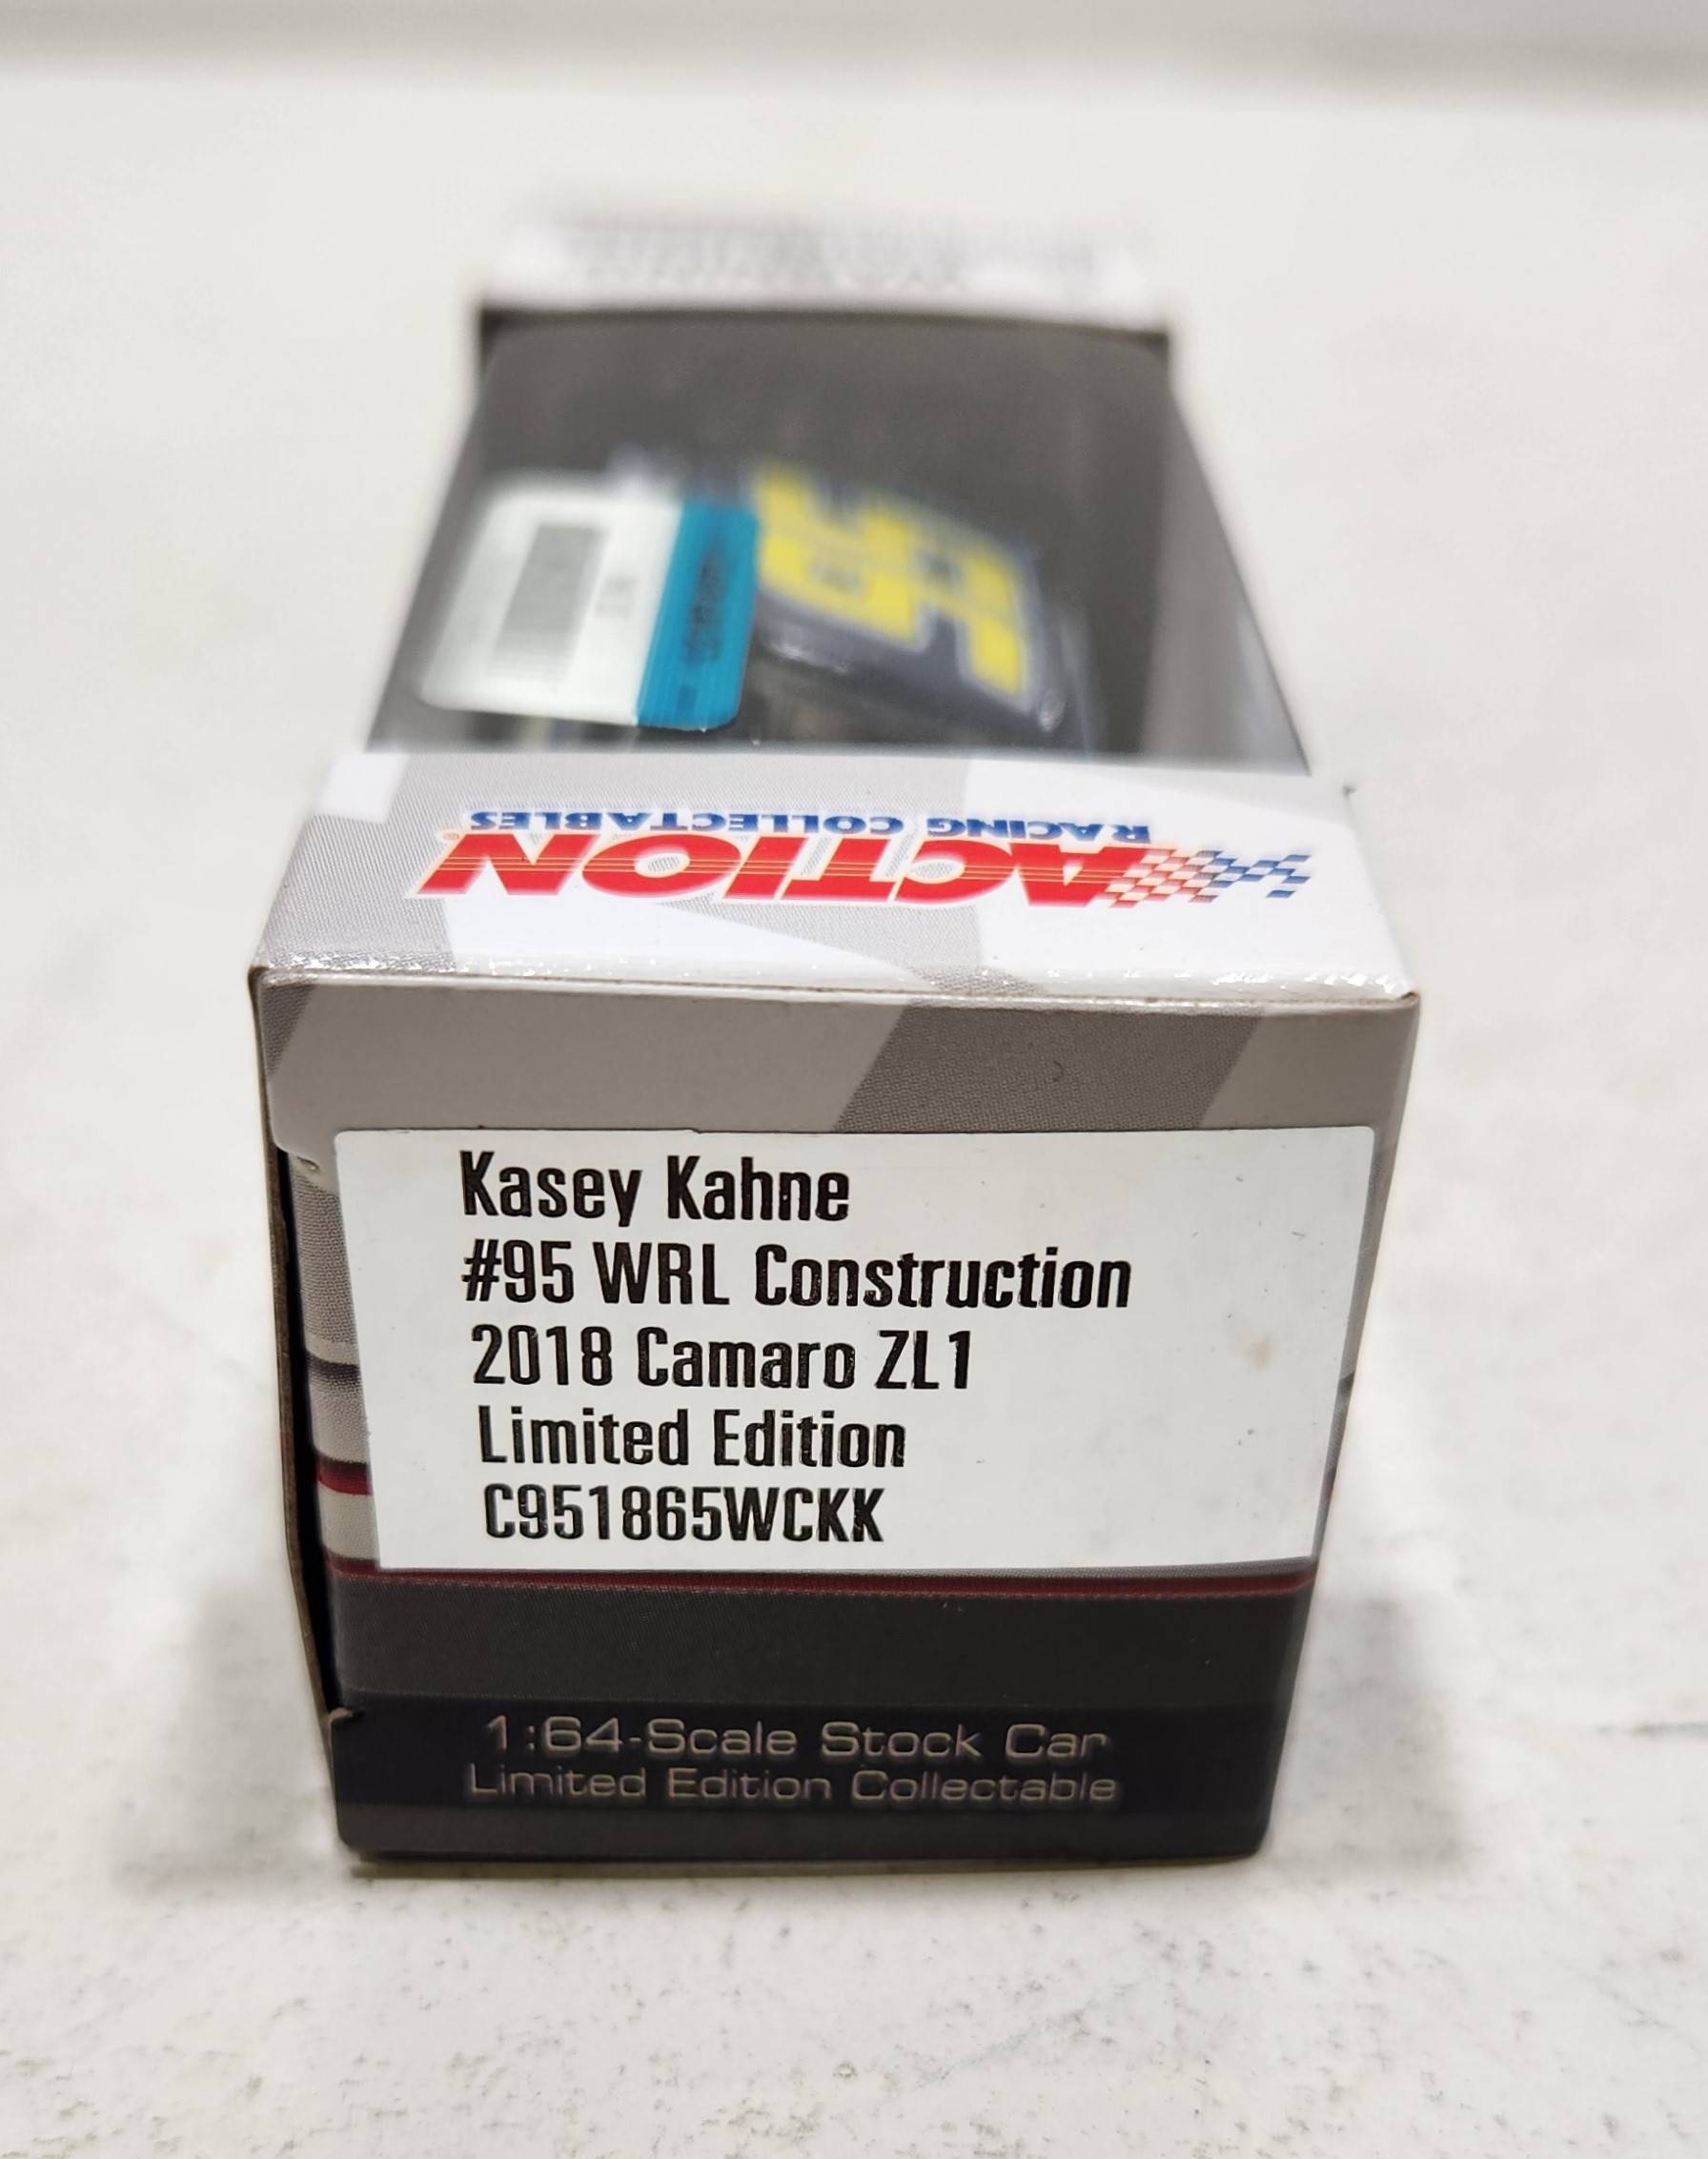 95
RACING COLLECTABLES
ACTION
Kasey Kahne
#95 WRL Construction
2018 Camaro ZL1
Limited Edition
C951865WCKK
1:64-Scale Stock Car
Limited Edition Collectable